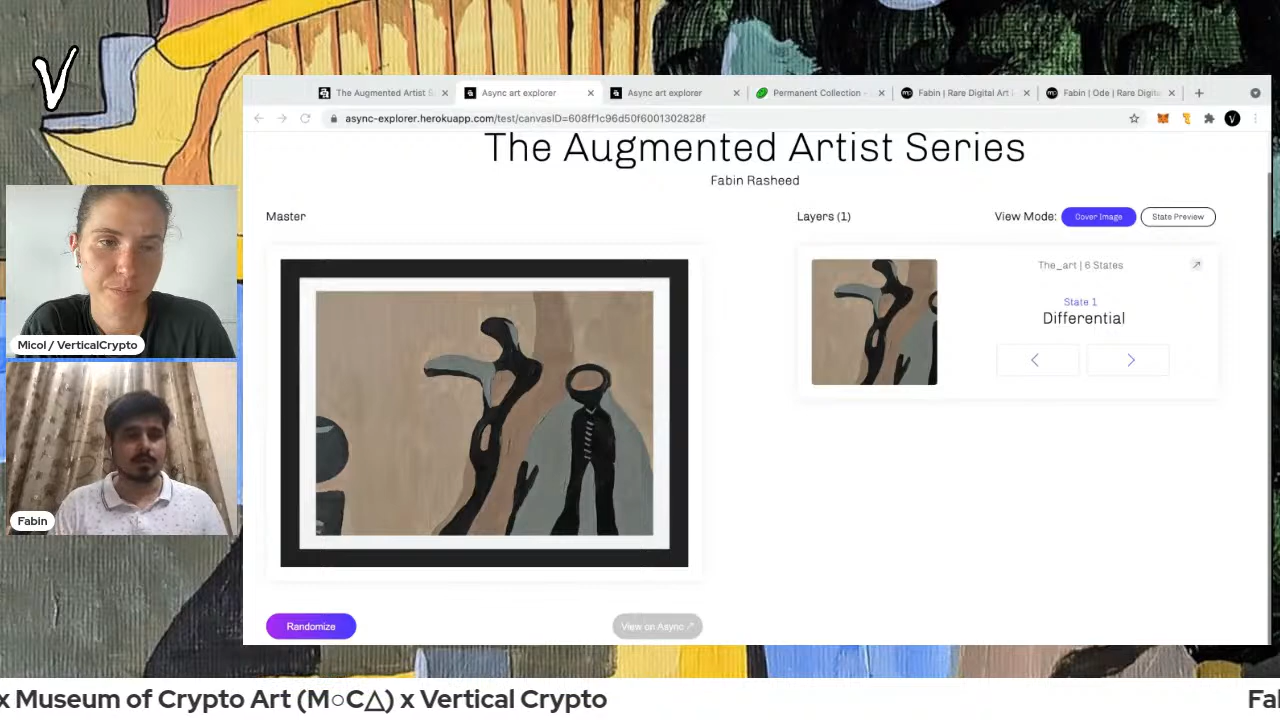 V
The Augmented Artist S
Async art explorer
Async art explorer
Permanent Collection -
Fabin | Rare Digital Art
Fabin | Ode | Rare Digita
async-explorer.herokuapp.com/test/canvasID=608ff1c96d50f6001302828f
The Augmented Artist Series
Fabin Rasheed
Master
Layers (1)
View Mode:
Cover Image
State Preview
The_art | 6 States
State 1
Differential
Micol / VerticalCrypto
Fabin
Randomize
View on Async ↗
x Museum of Crypto Art (M○C△) x Vertical Crypto
Fal